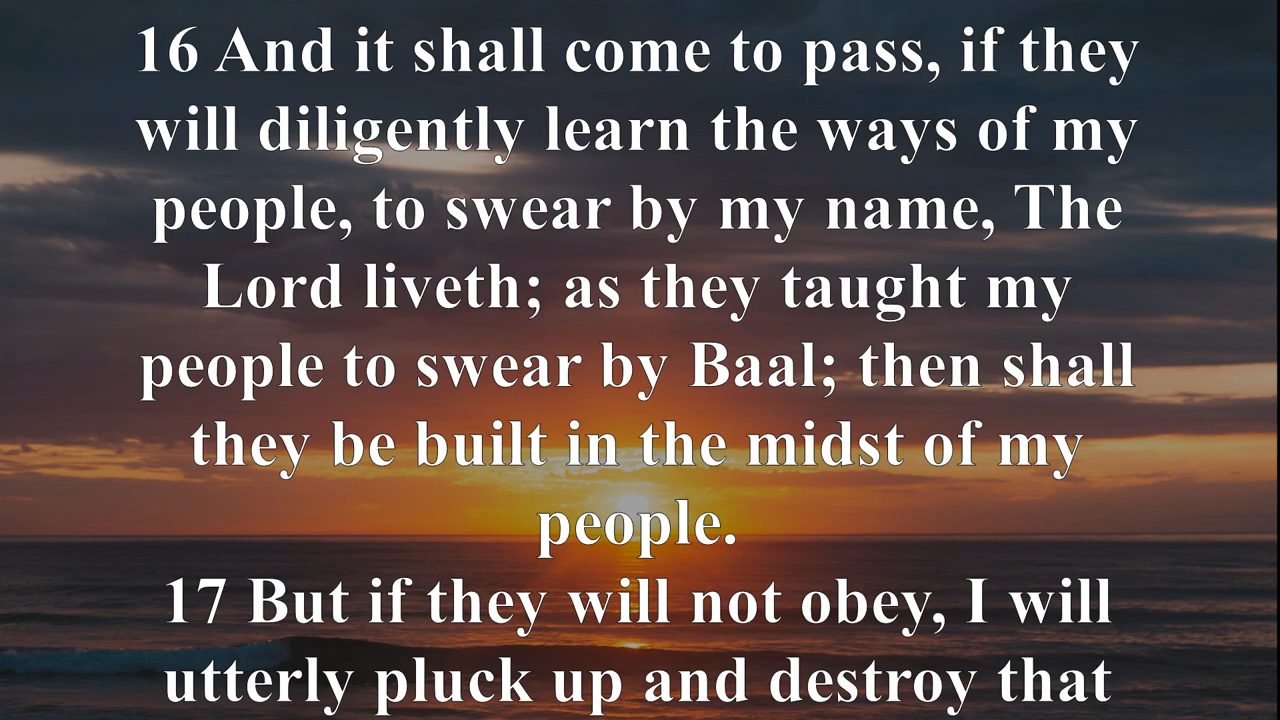 16 And it shall come to pass, if they
will diligently learn the ways of my
people, to swear by my name, The
Lord liveth; as they taught my
people to swear by Baal; then shall
they be built in the midst of my
people.
17 But if they will not obey, I will
utterly pluck up and destroy that